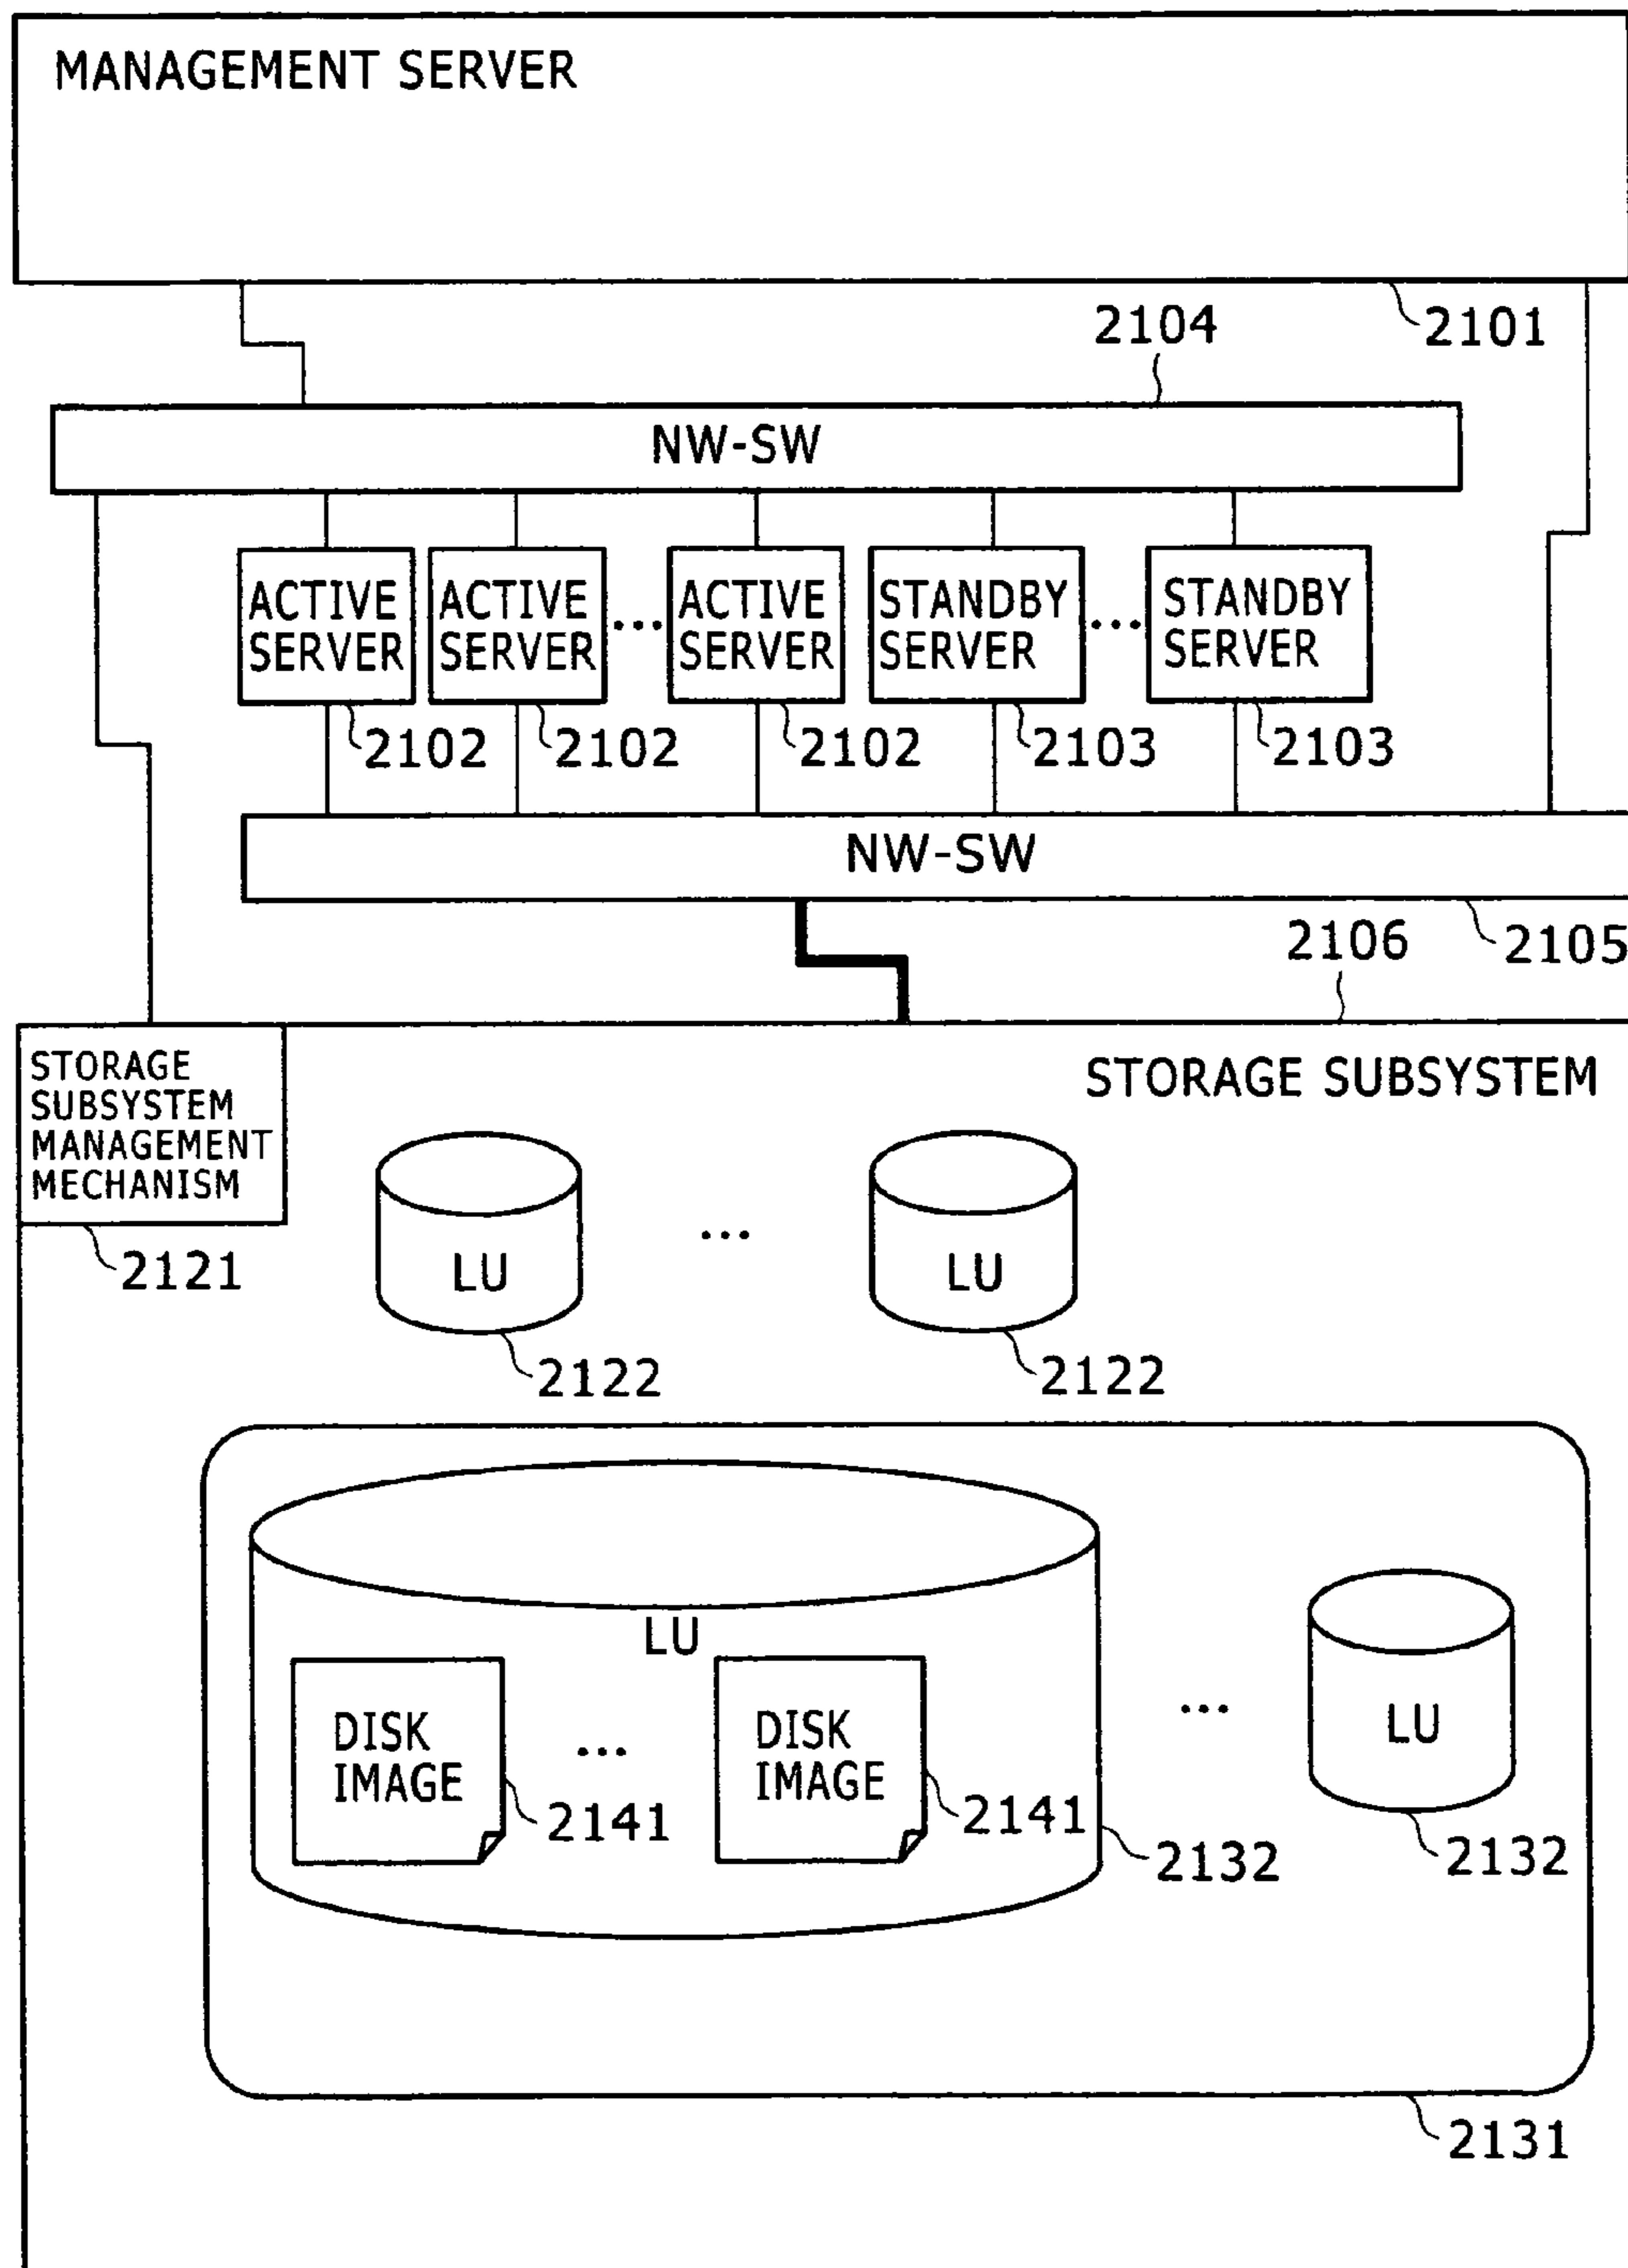 MANAGEMENT SERVER
2101
2104
NW-SW
ACTIVE
SERVER
ACTIVE
SERVER
...
ACTIVE
SERVER
STANDBY
SERVER
...
STANDBY
SERVER
2102
2102
2102
2103
2103
NW-SW
2105
2106
STORAGE
SUBSYSTEM
MANAGEMENT
MECHANISM
2121
STORAGE SUBSYSTEM
LU
...
LU
2122
2122
LU
DISK
IMAGE
2141
...
DISK
IMAGE
2141
2132
...
LU
2132
2131